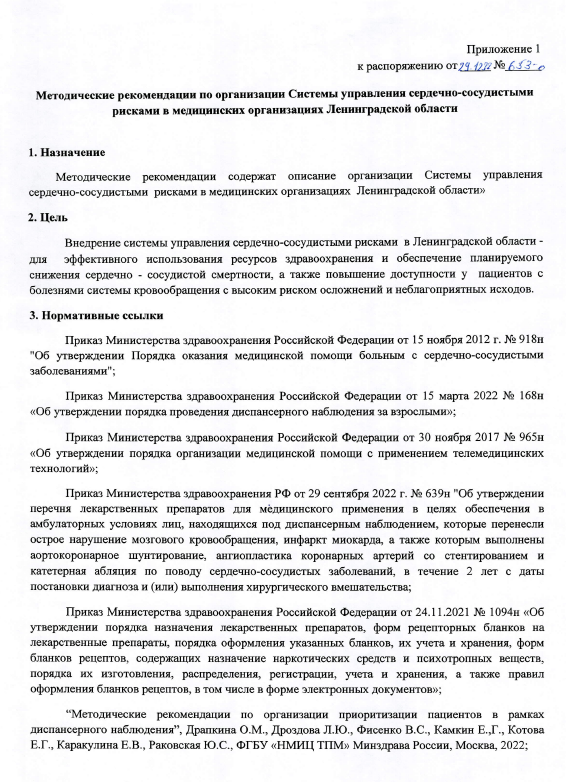 Приложение 1
к распоряжению от 29.12.22 № 653-о
Методические рекомендации по организации Системы управления сердечно-сосудистыми
рисками в медицинских организациях Ленинградской области
1. Назначение
Методические рекомендации содержат описание организации Системы управления
сердечно-сосудистыми рисками в медицинских организациях Ленинградской области»
2. Цель
Внедрение системы управления сердечно-сосудистыми рисками в Ленинградской области -
для эффективного использования ресурсов здравоохранения и обеспечение планируемого
снижения сердечно - сосудистой смертности, а также повышение доступности у пациентов с
болезнями системы кровообращения с высоким риском осложнений и неблагоприятных исходов.
3. Нормативные ссылки
Приказ Министерства здравоохранения Российской Федерации от 15 ноября 2012 г. № 918н
"Об утверждении Порядка оказания медицинской помощи больным с сердечно-сосудистыми
заболеваниями";
Приказ Министерства здравоохранения Российской Федерации от 15 марта 2022 № 168н
«Об утверждении порядка проведения диспансерного наблюдения за взрослыми»;
Приказ Министерства здравоохранения Российской Федерации от 30 ноября 2017 № 965н
«Об утверждении порядка организации медицинской помощи с применением телемедицинских
технологий»;
Приказ Министерства здравоохранения РФ от 29 сентября 2022 г. № 639н "Об утверждении
перечня лекарственных препаратов для медицинского применения в целях обеспечения в
амбулаторных условиях лиц, находящихся под диспансерным наблюдением, которые перенесли
острое нарушение мозгового кровообращения, инфаркт миокарда, а также которым выполнены
аортокоронарное шунтирование, ангиопластика коронарных артерий со стентированием и
катетерная абляция по поводу сердечно-сосудистых заболеваний, в течение 2 лет с даты
постановки диагноза и (или) выполнения хирургического вмешательства;
Приказ Министерства здравоохранения Российской Федерации от 24.11.2021 № 1094н «Об
утверждении порядка назначения лекарственных препаратов, форм рецепторных бланков на
лекарственные препараты, порядка оформления указанных бланков, их учета и хранения, форм
бланков рецептов, содержащих назначение наркотических средств и психотропных веществ,
порядка их изготовления, распределения, регистрации, учета и хранения, а также правил
оформления бланков рецептов, в том числе в форме электронных документов»;
“Методические рекомендации по организации приоритизации пациентов в рамках
диспансерного наблюдения”, Драпкина О.М., Дроздова Л.Ю., Фисенко В.С., Камкин Е.,Г., Котова
Е.Г., Каракулина Е.В., Раковская Ю.С., ФГБУ «НМИЦ ТПМ» Минздрава России, Москва, 2022;